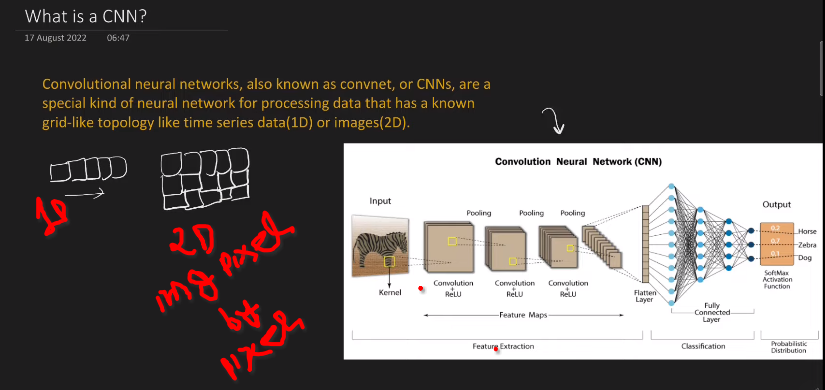 What is a CNN?
17 August 2022 06:47
Convolutional neural networks, also known as convnet, or CNNs, are a
special kind of neural network for processing data that has a known
grid-like topology like time series data(1D) or images(2D).
1D
2D
img pixel
by
pixel
Convolution Neural Network (CNN)
Input
Pooling Pooling Pooling
Output
0.2
0.7
0.1
Horse
Zebra
Dog
SoftMax
Activation
Function
Kernel
Convolution
+
ReLU
Convolution
+
ReLU
Convolution
+
ReLU
Flatten
Layer
Fully
Connected
Layer
Feature Maps
Feature Extraction
Classification
Probabilistic
Distribution